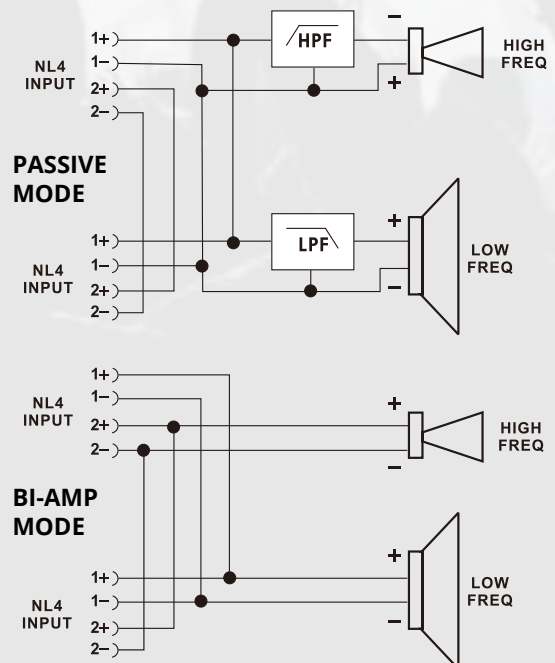 1+
1−
NL4
INPUT
2+
2−
HPF
−
+
HIGH
FREQ
PASSIVE
MODE
1+
1−
NL4
INPUT
2+
2−
LPF
+
−
LOW
FREQ
1+
1−
NL4
INPUT
2+
2−
+
−
HIGH
FREQ
BI-AMP
MODE
1+
1−
NL4
INPUT
2+
2−
+
−
LOW
FREQ